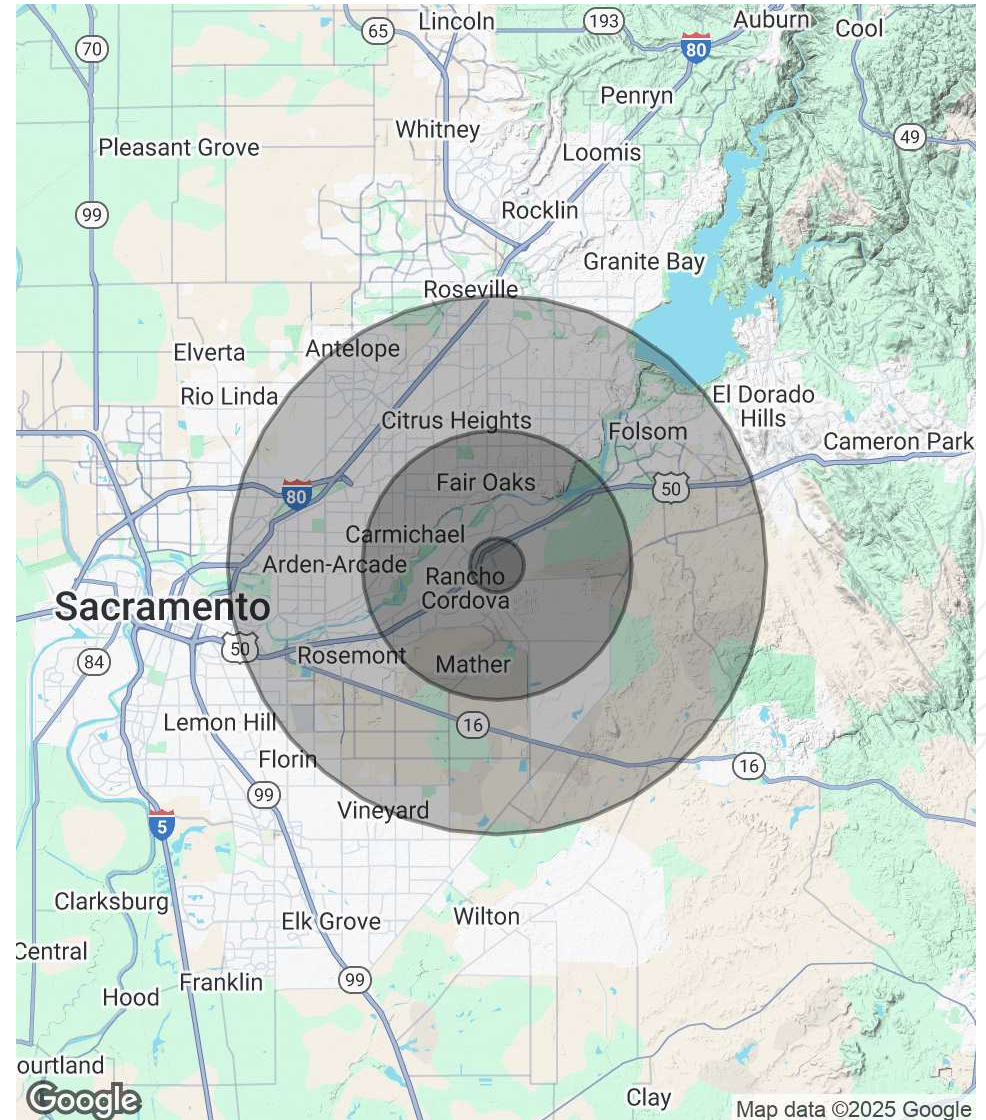 Lincoln
193
Auburn
Cool
65
70
80
Penryn
Whitney
49
Pleasant Grove
Loomis
99
Rocklin
Granite Bay
Roseville
Elverta
Antelope
Rio Linda
El Dorado
Hills
Citrus Heights
Folsom
Cameron Park
Fair Oaks
50
80
Carmichael
Arden-Arcade
Rancho
Cordova
Sacramento
50
Rosemont
84
Mather
Lemon Hill
16
Florin
16
99
Vineyard
5
Clarksburg
Elk Grove
Wilton
Central
Franklin
99
Hood
ourtland
Clay
Google
Map data ©2025 Google